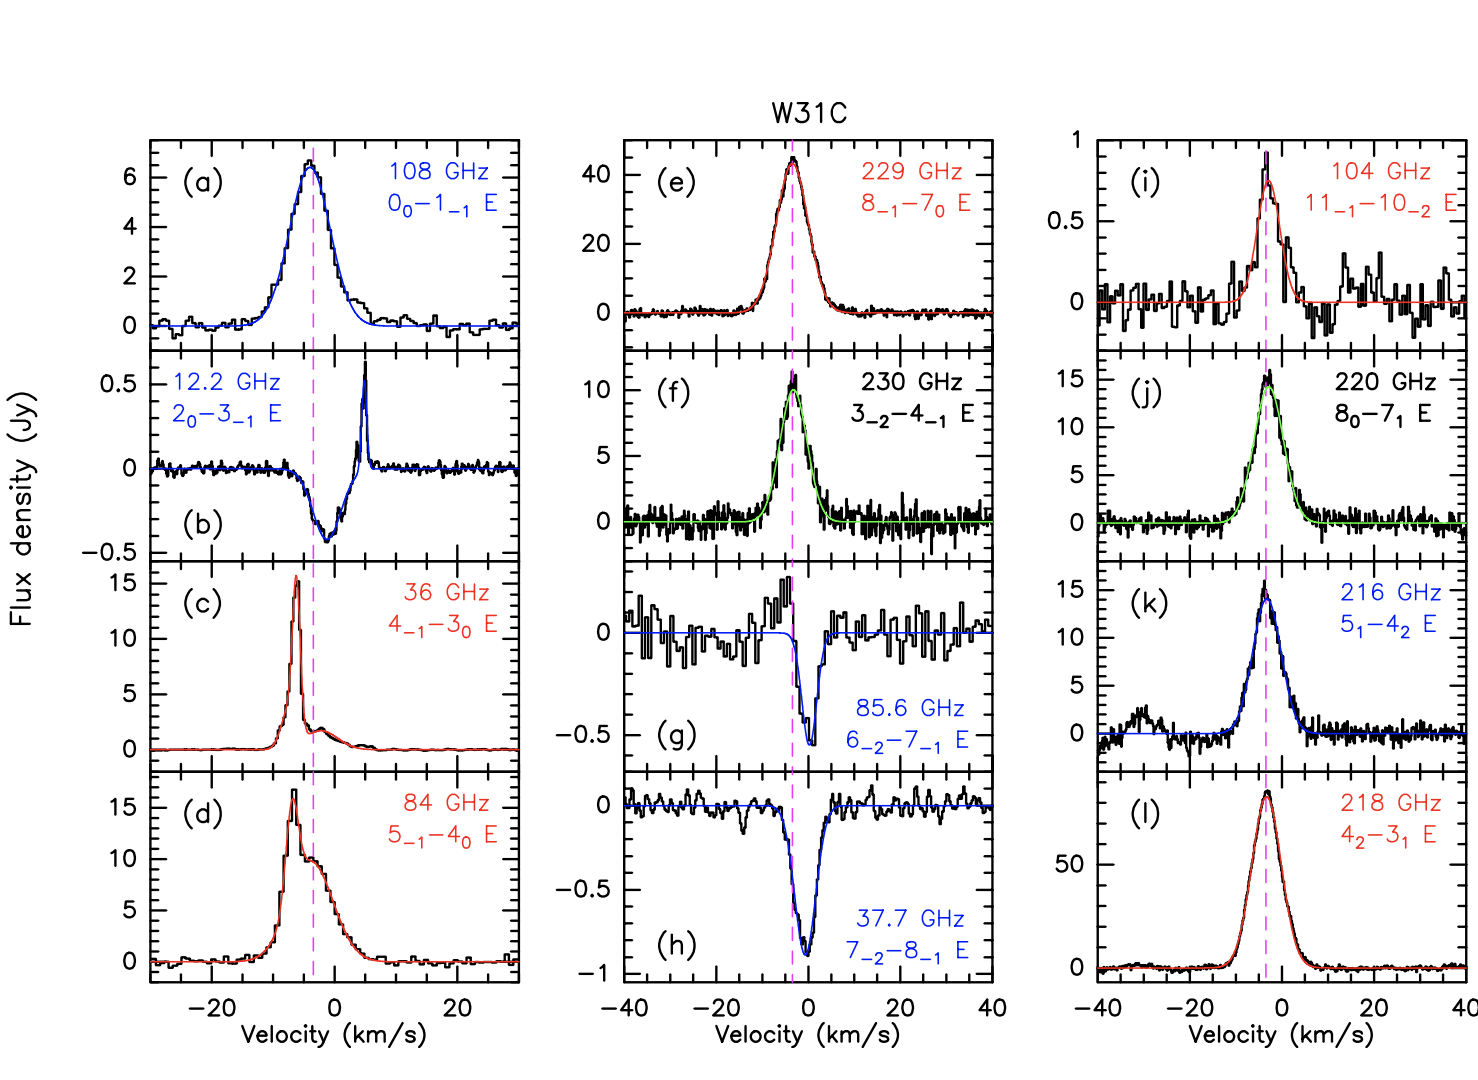 W31C
Flux density (Jy)
(a)
108 GHz
0₀−1₋₁ E
6
4
2
0
(b)
12.2 GHz
2₀−3₋₁ E
0.5
0
−0.5
(c)
36 GHz
4₋₁−3₀ E
15
10
5
0
(d)
84 GHz
5₋₁−4₀ E
15
10
5
0
−20 0 20
Velocity (km/s)
(e)
229 GHz
8₋₁−7₀ E
40
20
0
(f)
230 GHz
3₋₂−4₋₁ E
10
5
0
(g)
85.6 GHz
6₋₂−7₋₁ E
0
−0.5
(h)
37.7 GHz
7₋₂−8₋₁ E
0
−0.5
−1
−40 −20 0 20 40
Velocity (km/s)
(i)
104 GHz
11₋₁−10₋₂ E
1
0.5
0
(j)
220 GHz
8₀−7₁ E
15
10
5
0
(k)
216 GHz
5₁−4₂ E
15
10
5
0
(l)
218 GHz
4₂−3₁ E
50
0
−40 −20 0 20 40
Velocity (km/s)